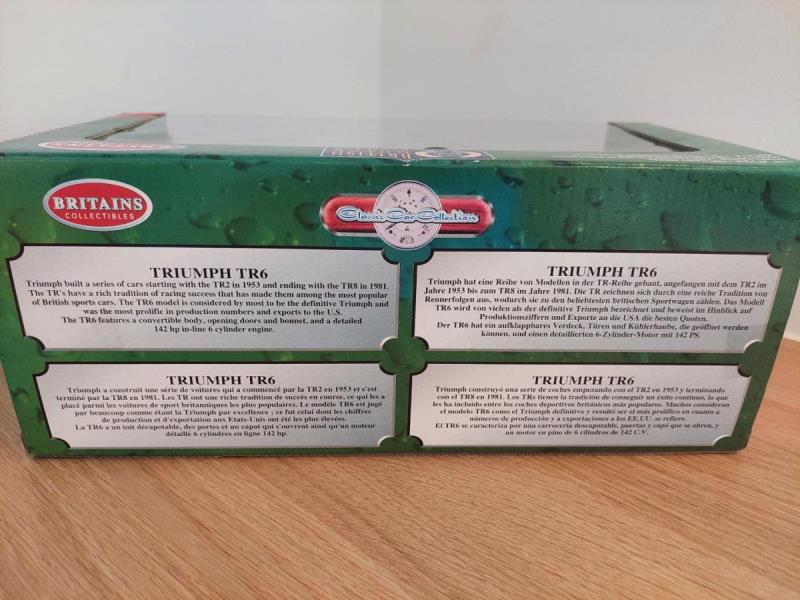 BRITAINS
COLLECTIBLES
Classic Car Collection
TRIUMPH TR6
Triumph built a series of cars starting with the TR2 in 1953 and ending with the TR8 in 1981.
The TR's have a rich tradition of racing success that has made them among the most popular
of British sports cars. The TR6 model is considered by most to be the definitive Triumph and
was the most prolific in production numbers and exports to the U.S.
The TR6 features a convertible body, opening doors and bonnet, and a detailed
142 hp in-line 6 cylinder engine.
TRIUMPH TR6
Triumph hat eine Reihe von Modellen in der TR-Reihe gebaut, angefangen mit dem TR2 im
Jahre 1953 bis zum TR8 im Jahre 1981. Die TR zeichnen sich durch eine reiche Tradition von
Rennerfolgen aus, wodurch sie zu den beliebtesten britischen Sportwagen zählen. Das Modell
TR6 wird von vielen als der definitive Triumph bezeichnet und beweist im Hinblick auf
Produktionsziffern und Exporte an die USA die besten Quoten.
Der TR6 hat ein aufklappbares Verdeck, Türen und Kühlerhaube, die geöffnet werden
können, und einen detaillierten 6-Zylinder-Motor mit 142 PS.
TRIUMPH TR6
Triumph a construit une série de voitures qui a commencé par la TR2 en 1953 et s'est
terminé par la TR8 en 1981. Les TR ont une riche tradition de succès en course, ce qui les a
placé parmi les voitures de sport britanniques les plus populaires. Le modèle TR6 est jugé
par beaucoup comme étant la Triumph par excellence ; ce fut celui dont les chiffres
de production et d'exportation aux Etats-Unis ont été les plus élevées.
La TR6 a un toit décapotable, des portes et un capot qui s'ouvrent ainsi qu'un moteur
détaillé 6 cylindres en ligne 142 hp.
TRIUMPH TR6
Triumph construyó una serie de coches empezando con el TR2 en 1953 y terminando
con el TR8 en 1981. Los TRs tienen la tradición de conseguir un éxito continuo, lo que
les ha incluido entre los coches deportivos británicos más populares. Muchos consideran
el modelo TR6 como el Triumph definitivo y resultó ser el más prolífico en cuanto a
números de producción y a exportaciones a los EE.UU. se refiere.
El TR6 se caracteriza por una carrocería descapotable, puertas y capó que se abren, y
un motor en pino de 6 cilindros de 142 C.V.